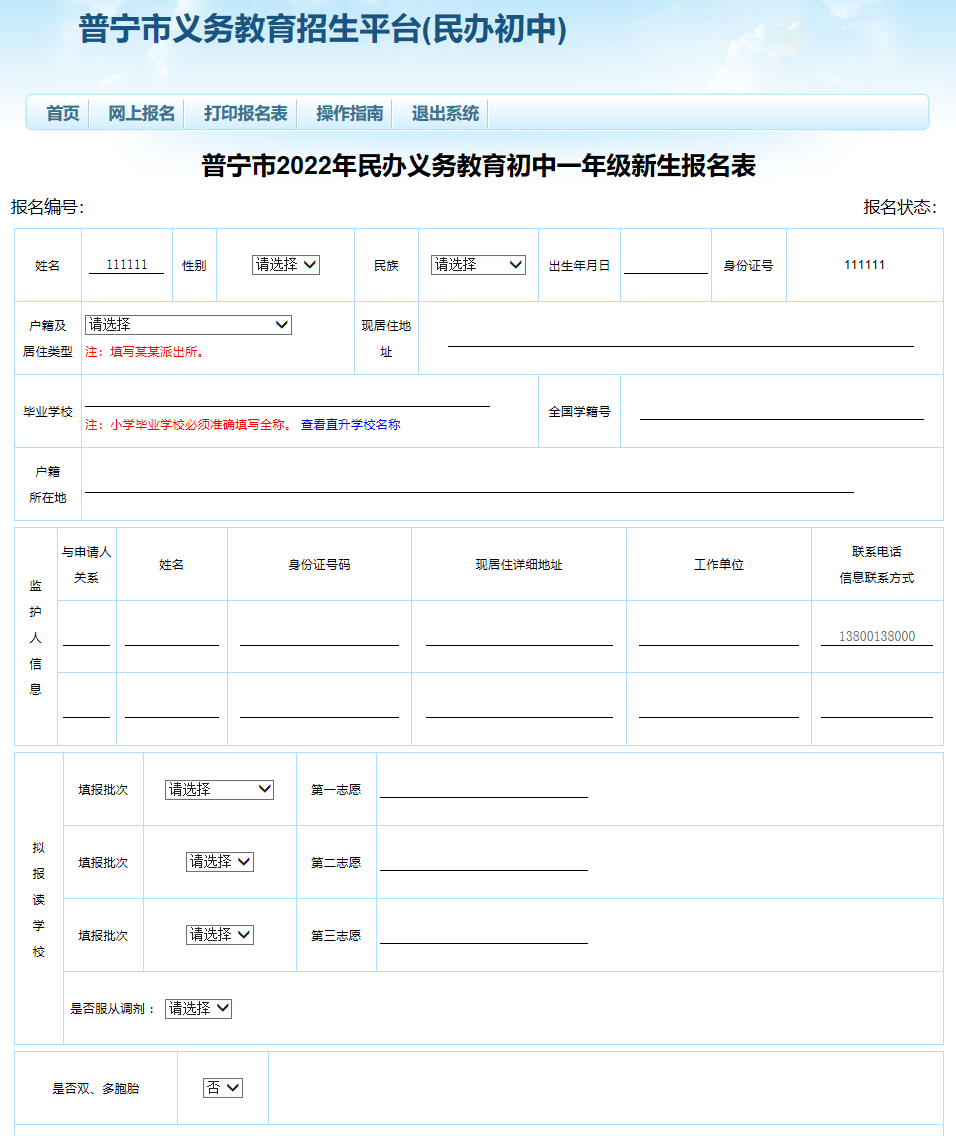 普宁市义务教育招生平台(民办初中)
首页 网上报名 打印报名表 操作指南 退出系统
普宁市2022年民办义务教育初中一年级新生报名表
报名编号: 报名状态:
姓名 111111 性别 请选择 民族 请选择 出生年月日 身份证号 111111
户籍及
居住类型
请选择
注：填写某某派出所。
现居住地
址
毕业学校
注：小学毕业学校必须准确填写全称。 查看直升学校名称
全国学籍号
户籍
所在地
监
护
人
信
息
与申请人
关系
姓名
身份证号码
现居住详细地址
工作单位
联系电话
信息联系方式
13800138000
拟
报
读
学
校
填报批次 请选择 第一志愿
填报批次 请选择 第二志愿
填报批次 请选择 第三志愿
是否服从调剂： 请选择
是否双、多胞胎 否